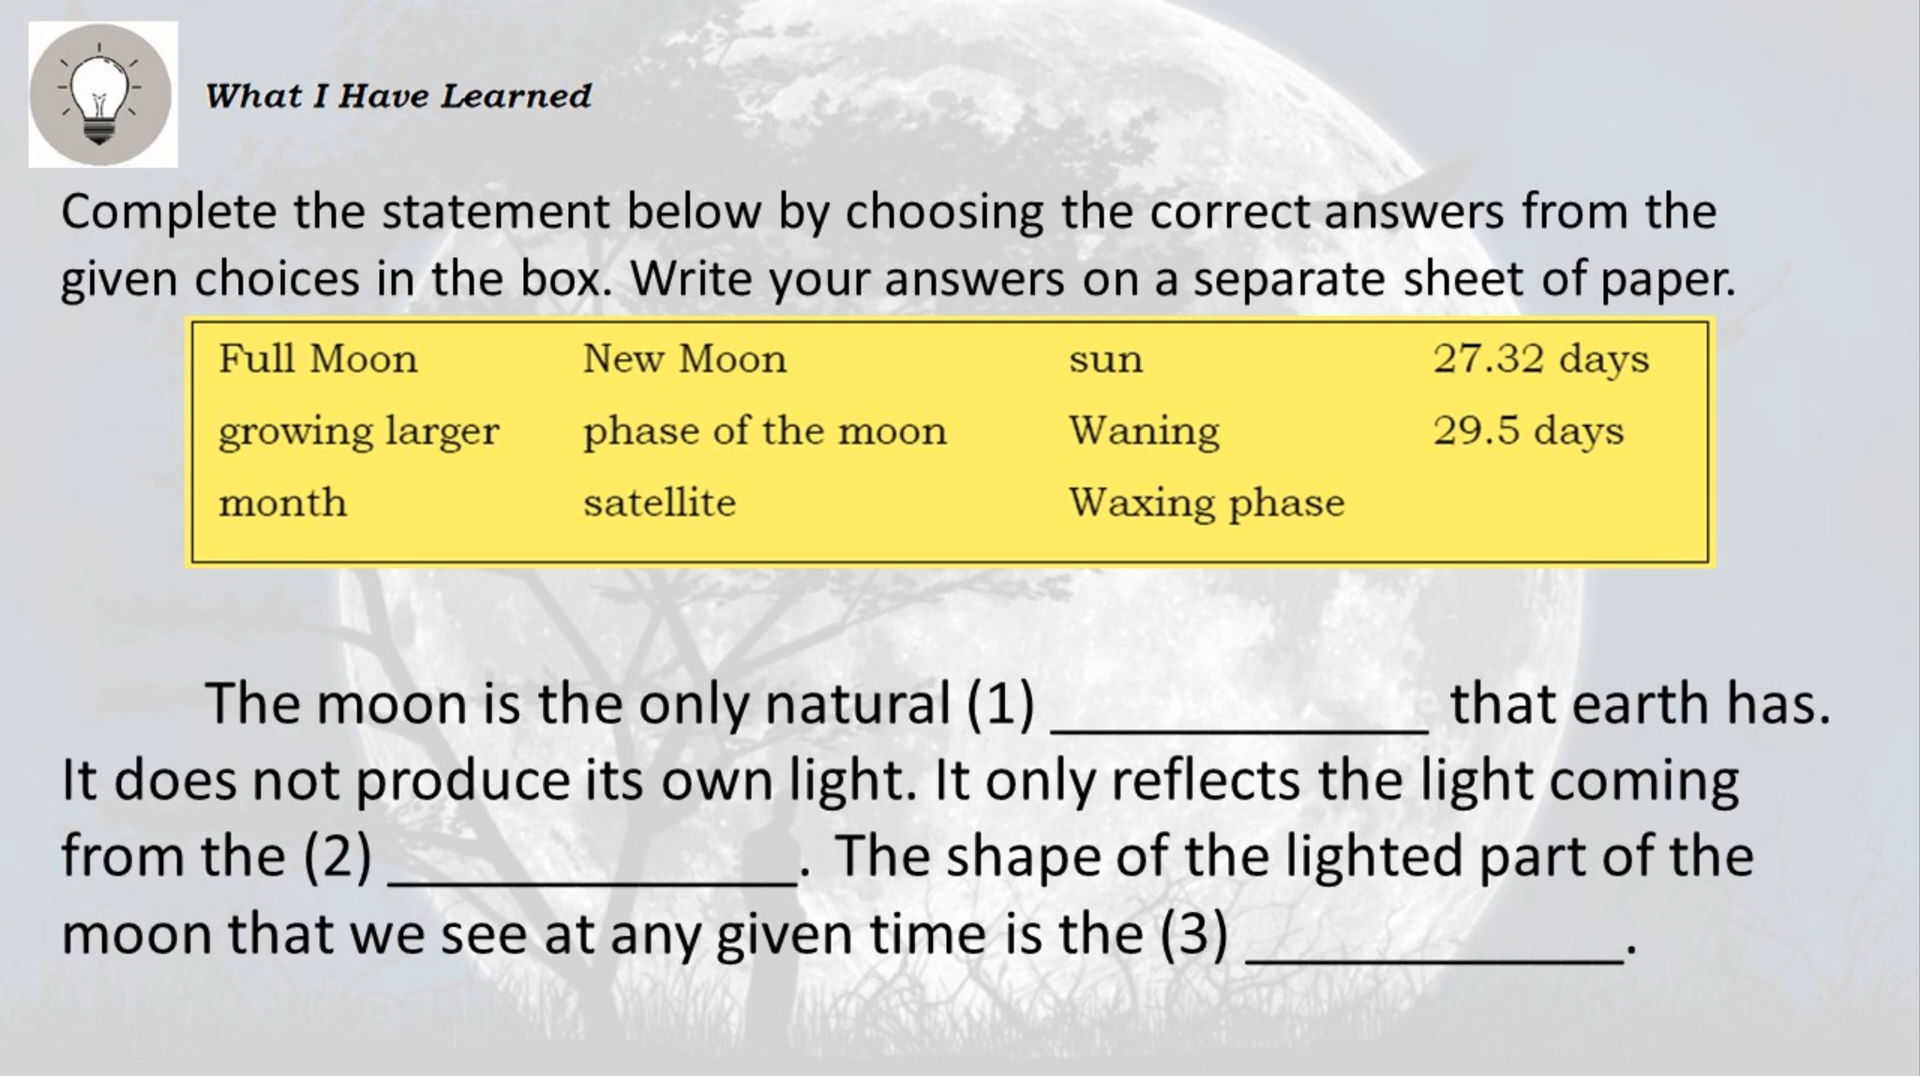 What I Have Learned
Complete the statement below by choosing the correct answers from the
given choices in the box. Write your answers on a separate sheet of paper.
Full Moon New Moon sun 27.32 days
growing larger phase of the moon Waning 29.5 days
month satellite Waxing phase
The moon is the only natural (1) ______________ that earth has.
It does not produce its own light. It only reflects the light coming
from the (2) _______________. The shape of the lighted part of the
moon that we see at any given time is the (3) ______________.